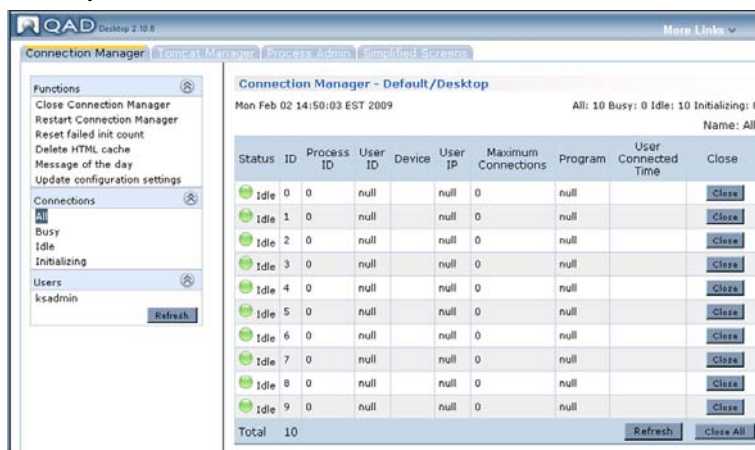 QAD Desktop 2.10.8
More Links
Connection Manager Tomcat Manager Process Admin Simplified Screens
Functions
Close Connection Manager
Restart Connection Manager
Reset failed init count
Delete HTML cache
Message of the day
Update configuration settings
Connections
All
Busy
Idle
Initializing
Users
ksadmin
Refresh
Connection Manager - Default/Desktop
Mon Feb 02 14:50:03 EST 2009 All: 10 Busy: 0 Idle: 10 Initializing:
Name: All
Status ID Process ID User ID Device User IP Maximum Connections Program User Connected Time Close
Idle 0 0 null null 0 null Close
Idle 1 0 null null 0 null Close
Idle 2 0 null null 0 null Close
Idle 3 0 null null 0 null Close
Idle 4 0 null null 0 null Close
Idle 5 0 null null 0 null Close
Idle 6 0 null null 0 null Close
Idle 7 0 null null 0 null Close
Idle 8 0 null null 0 null Close
Idle 9 0 null null 0 null Close
Total 10 Refresh Close All